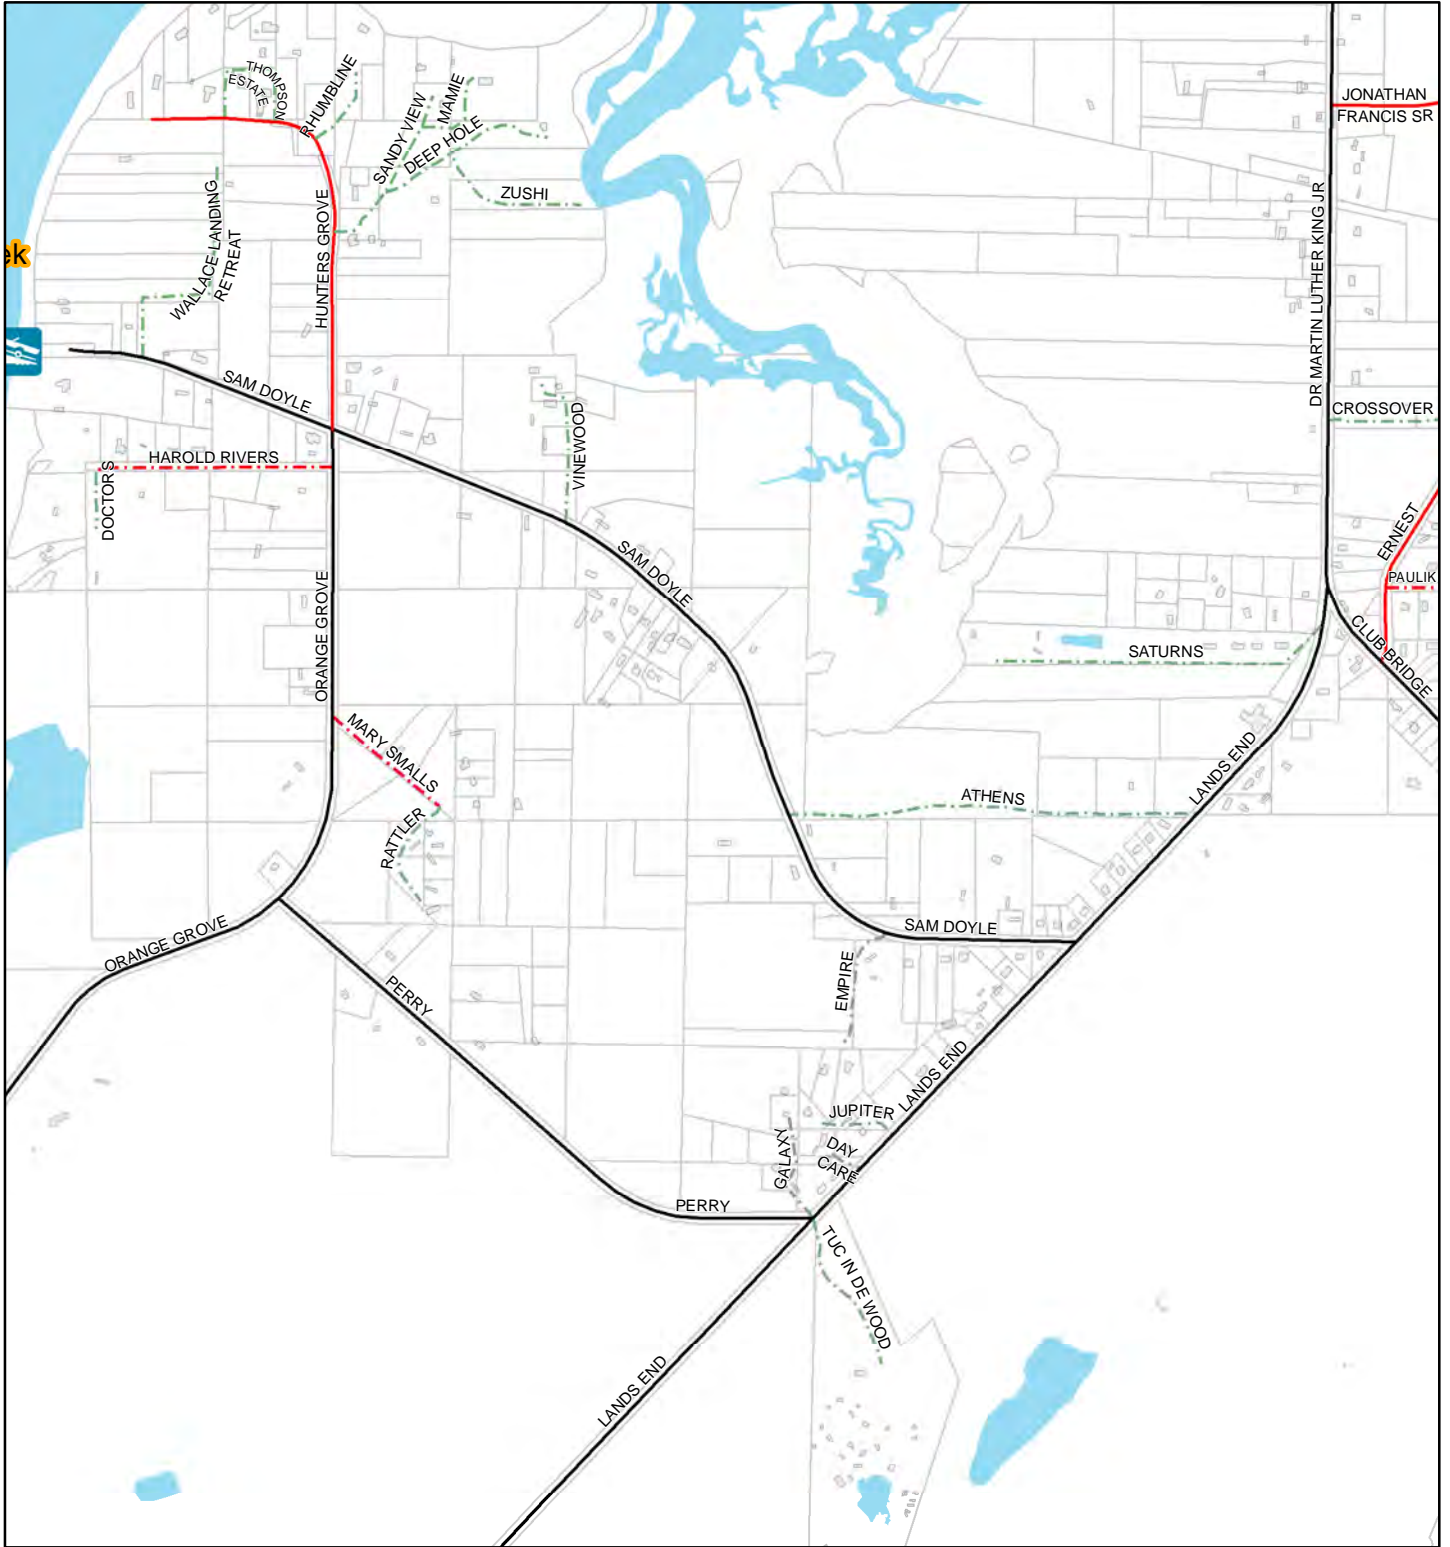 THOMPSON
ESTATE
RHUMBLINE
SANDY VIEW
MAMIE
DEEP HOLE
ZUSHI
JONATHAN
FRANCIS SR
WALLACE LANDING
RETREAT
HUNTERS GROVE
ek
DR MARTIN LUTHER KING JR
SAM DOYLE
CROSSOVER
VINEWOOD
HAROLD RIVERS
DOCTORS
ERNEST
SAM DOYLE
PAULIK
ORANGE GROVE
CLUB BRIDGE
SATURNS
MARY SMALLS
LANDS END
ATHENS
RATTLER
ORANGE GROVE
SAM DOYLE
EMPIRE
PERRY
LANDS END
JUPITER
GALAXY
DAY
CARE
PERRY
TUC IN DE WOOD
LANDS END